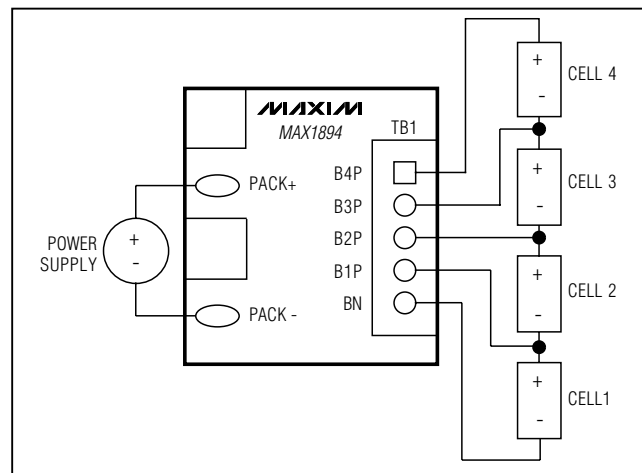 MAXIM
MAX1894
TB1
B4P
B3P
B2P
B1P
BN
PACK+
PACK -
POWER
SUPPLY
+
-
+
-
CELL 4
+
-
CELL 3
+
-
CELL 2
+
-
CELL1